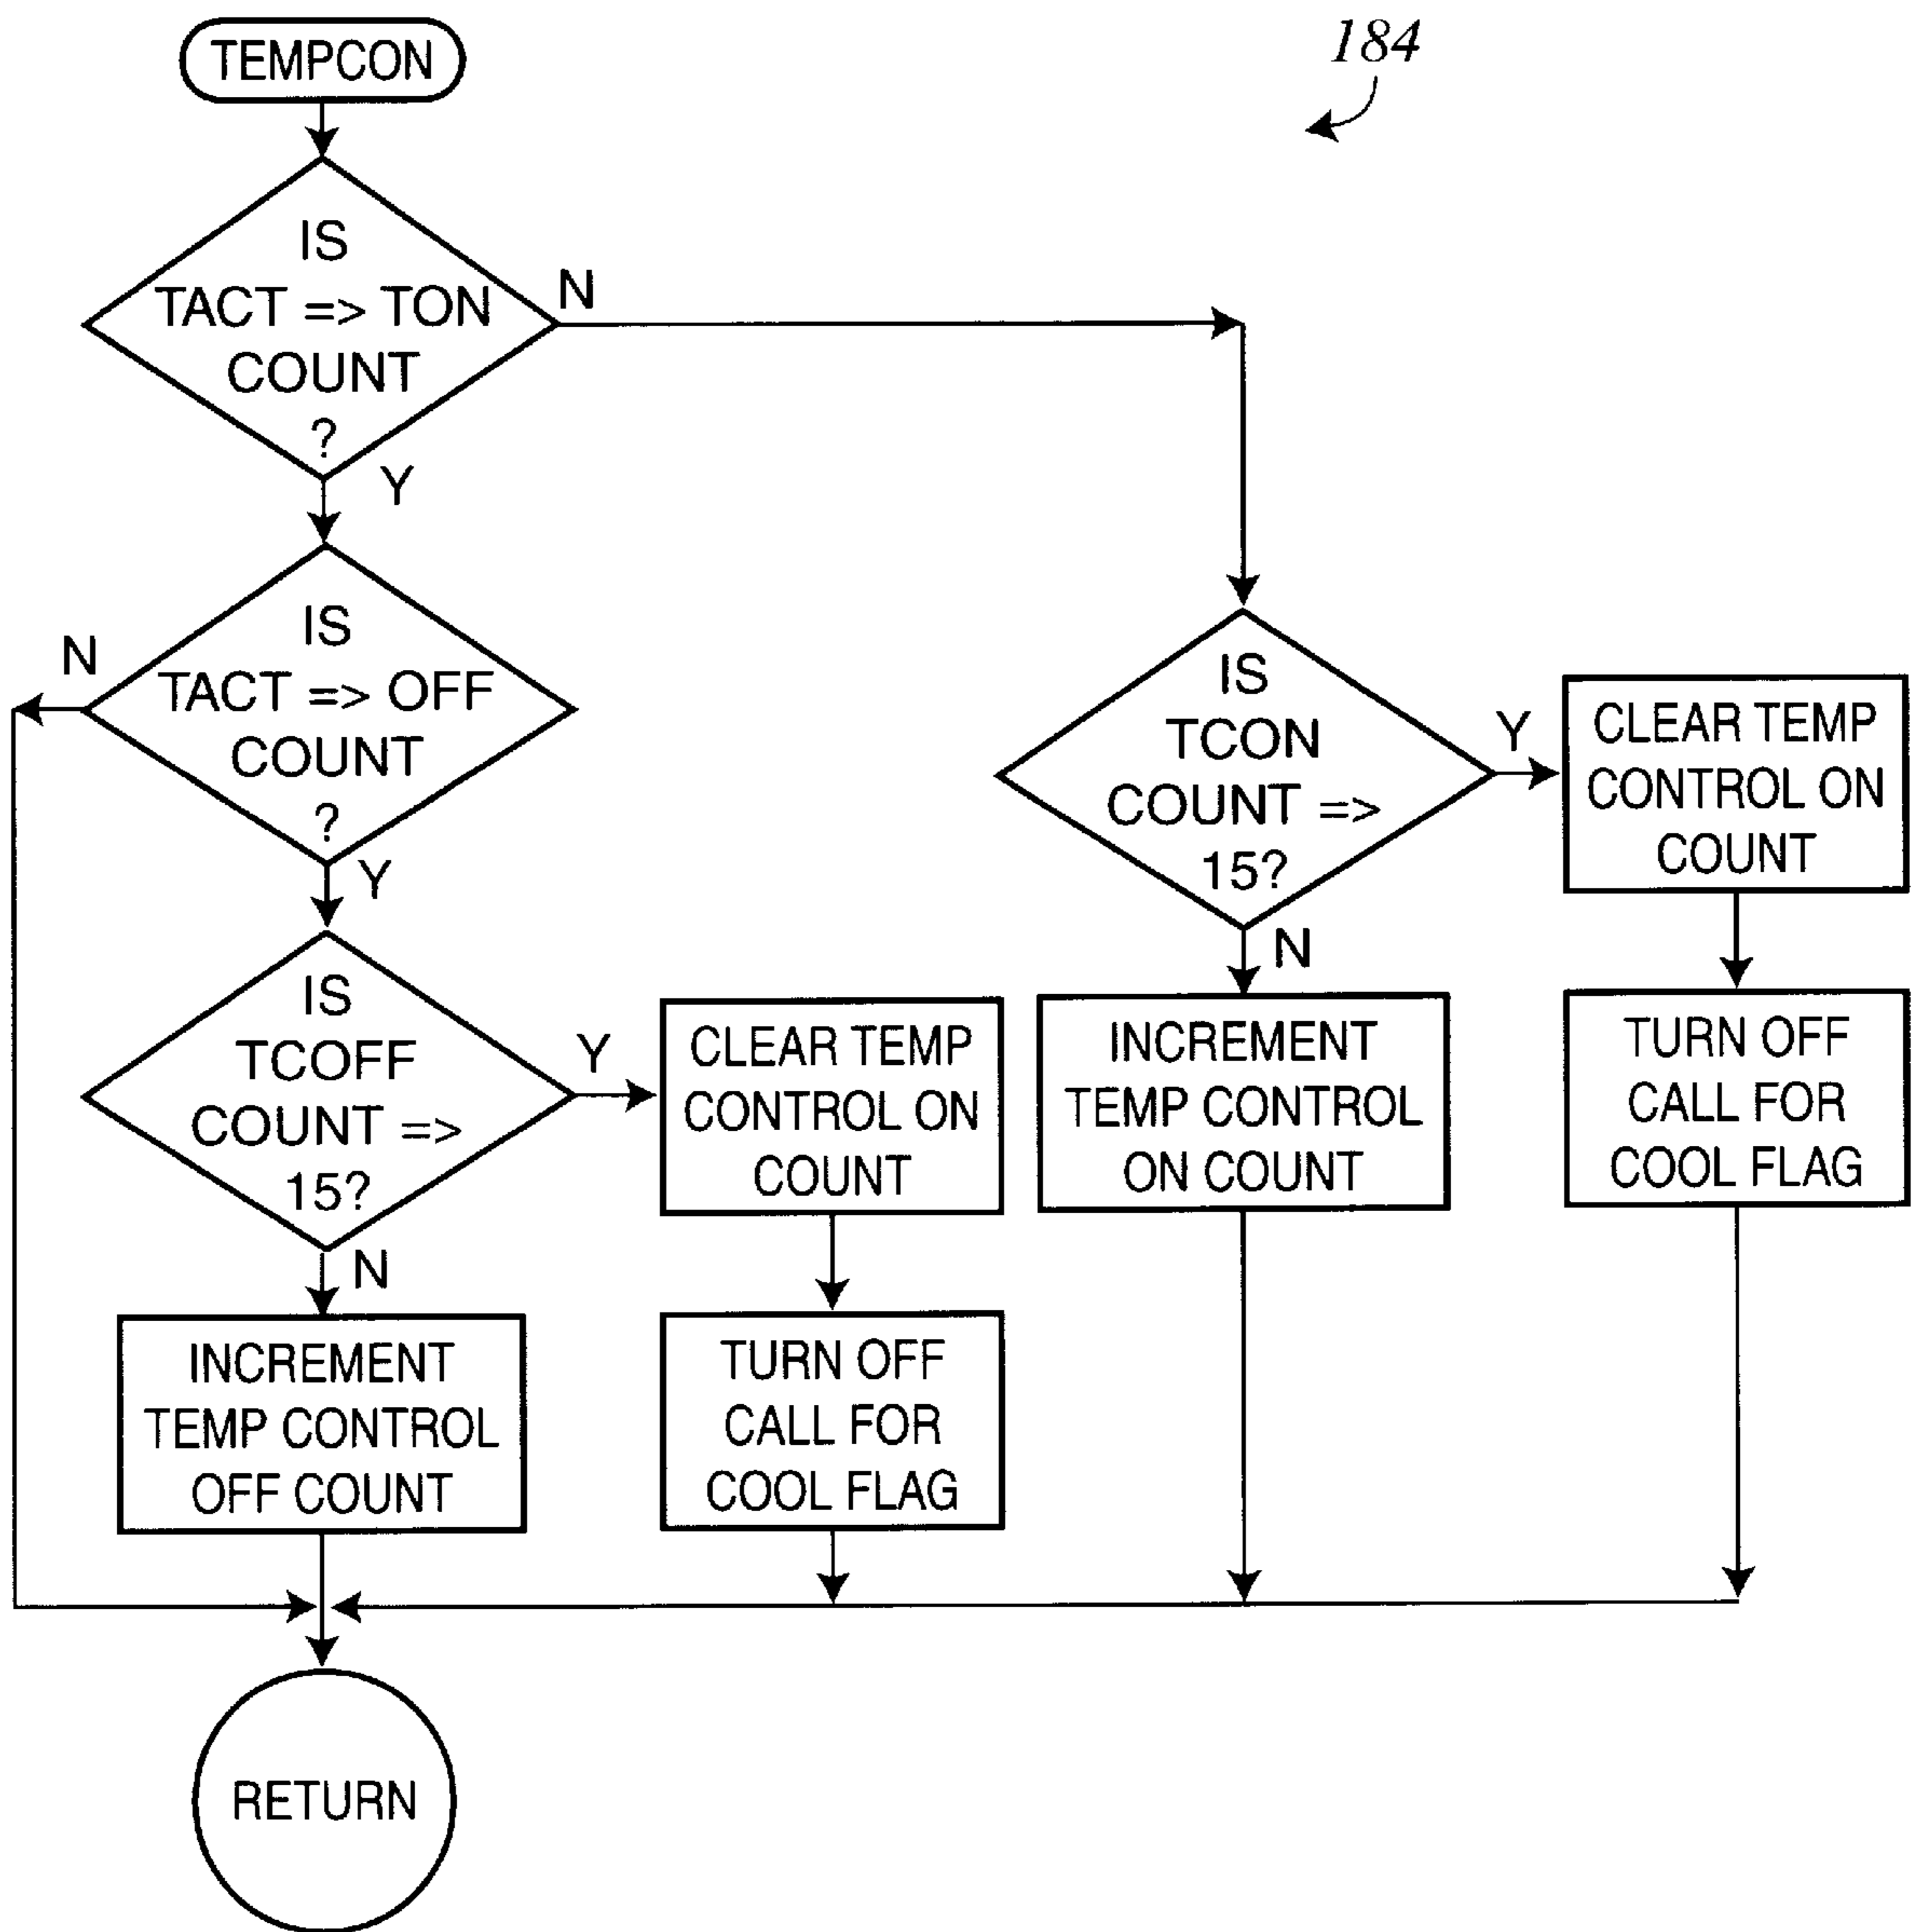 TEMPCON
184
IS
TACT => TON
COUNT
?
N
Y
IS
TACT => OFF
COUNT
?
N
Y
IS
TCOFF
COUNT =>
15?
Y
N
INCREMENT
TEMP CONTROL
OFF COUNT
CLEAR TEMP
CONTROL ON
COUNT
TURN OFF
CALL FOR
COOL FLAG
IS
TCON
COUNT =>
15?
Y
N
INCREMENT
TEMP CONTROL
ON COUNT
CLEAR TEMP
CONTROL ON
COUNT
TURN OFF
CALL FOR
COOL FLAG
RETURN